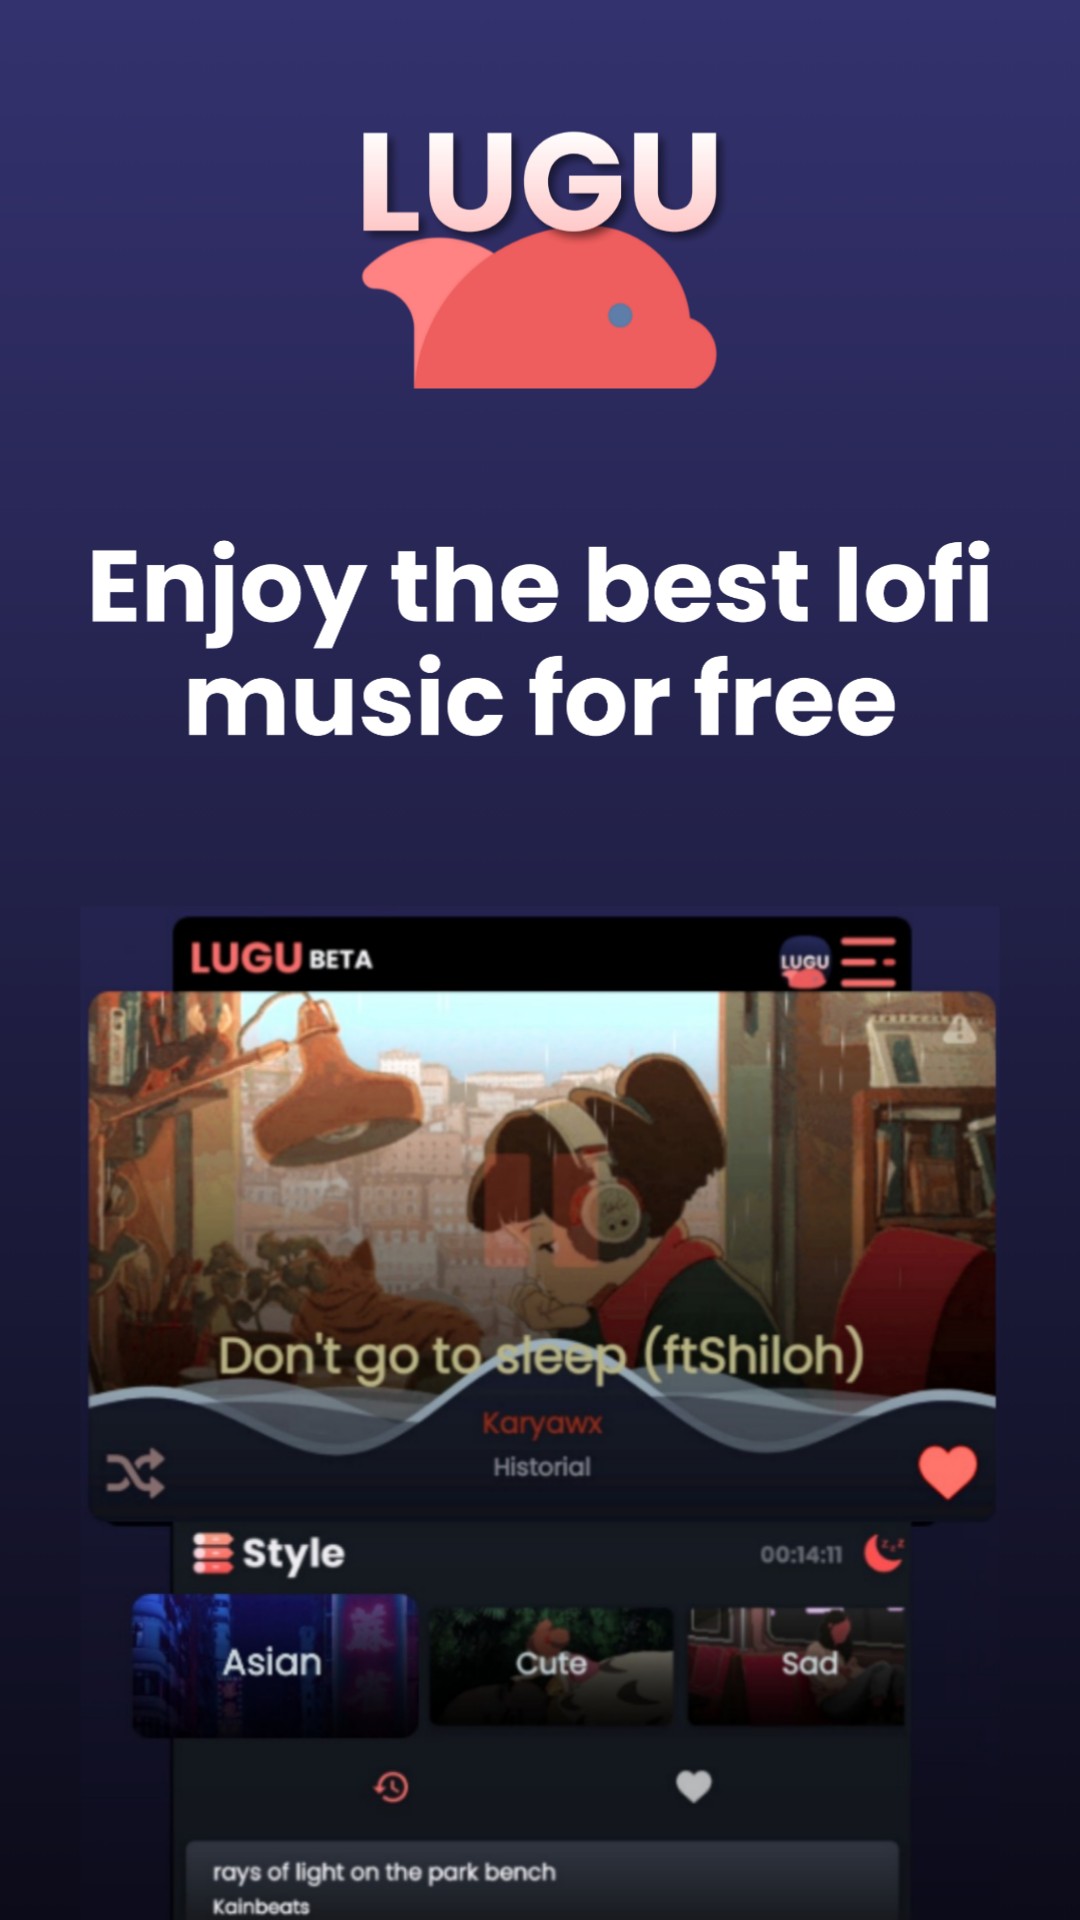 LUGU
Enjoy the best lofi
music for free
LUGU BETA
LUGU
Don't go to sleep (ftShiloh)
Karyawx
Historial
Style
00:14:11
zzz
Asian
Cute
Sad
rays of light on the park bench
Kainbeats